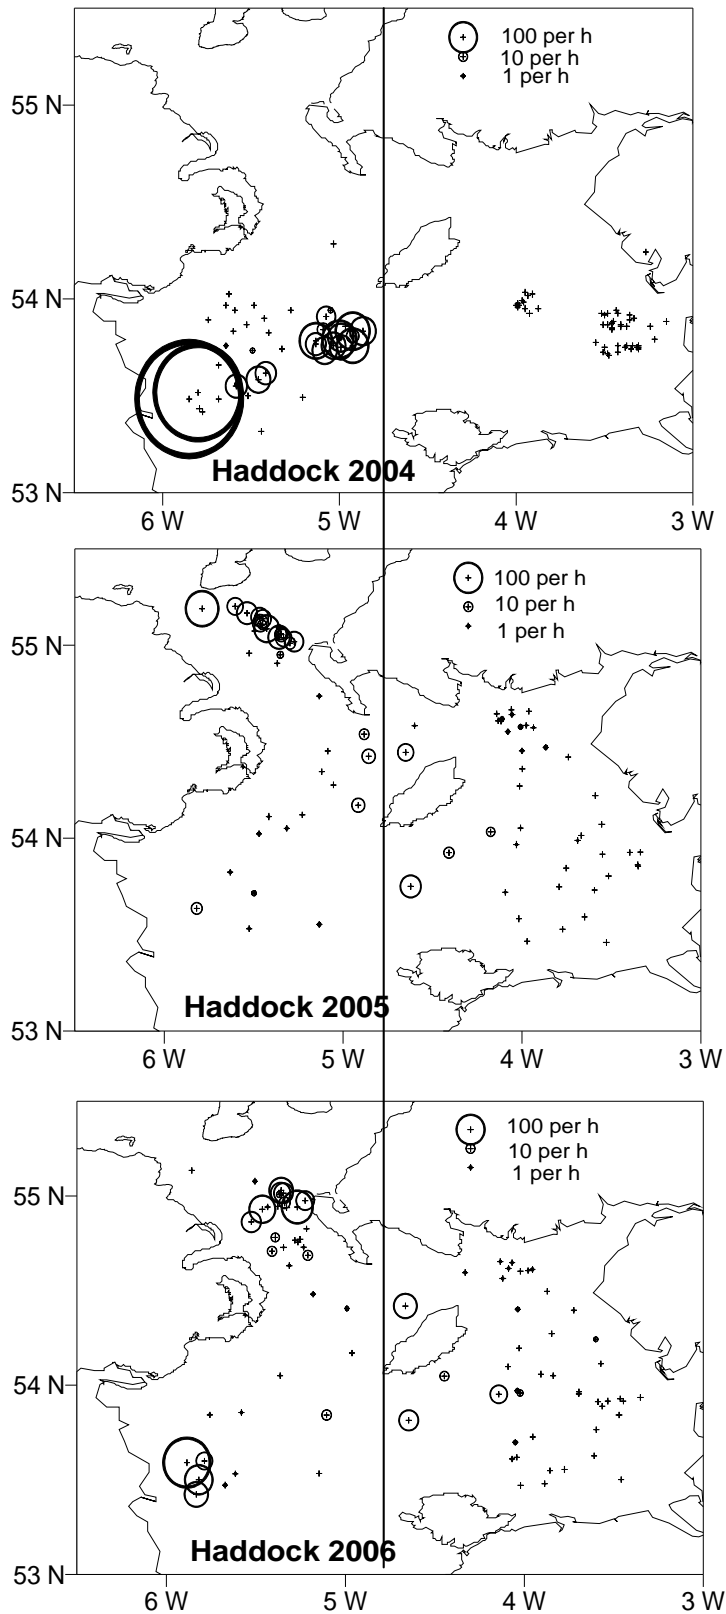 100 per h
10 per h
1 per h
55 N
54 N
53 N
Haddock 2004
6 W 5 W 4 W 3 W
100 per h
10 per h
1 per h
55 N
54 N
53 N
Haddock 2005
6 W 5 W 4 W 3 W
100 per h
10 per h
1 per h
55 N
54 N
53 N
Haddock 2006
6 W 5 W 4 W 3 W